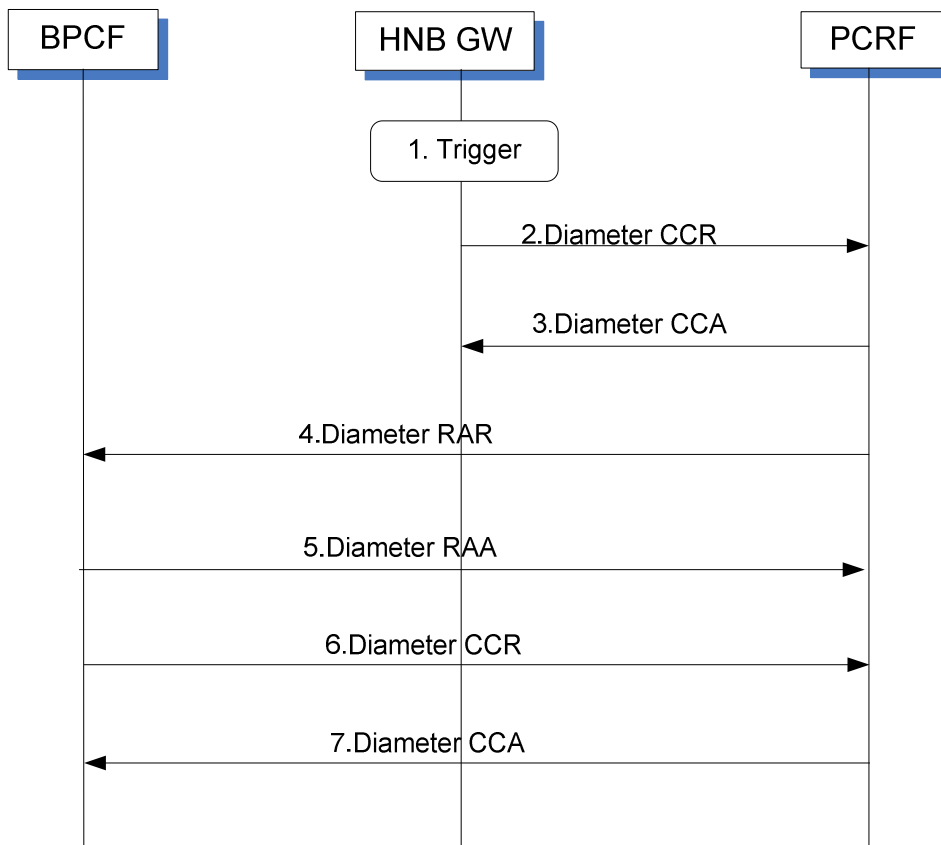 BPCF
HNB GW
PCRF
1. Trigger
2.Diameter CCR
3.Diameter CCA
4.Diameter RAR
5.Diameter RAA
6.Diameter CCR
7.Diameter CCA